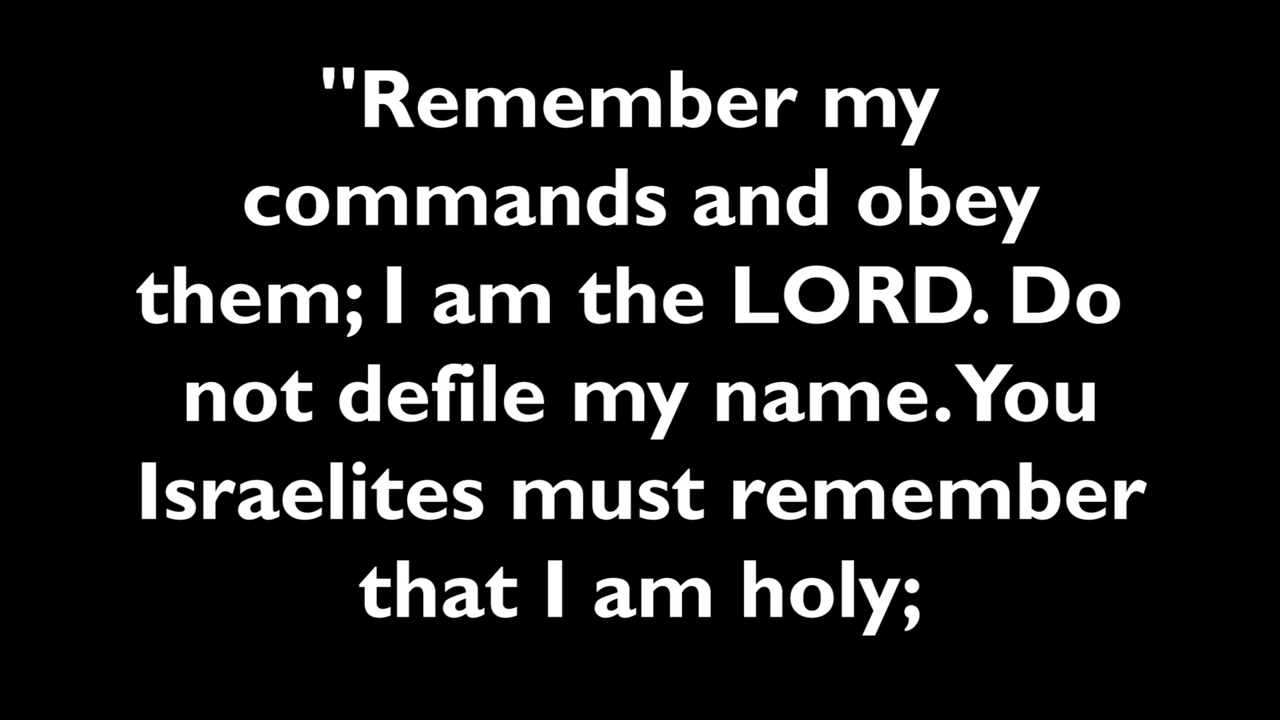 "Remember my
commands and obey
them; I am the LORD. Do
not defile my name. You
Israelites must remember
that I am holy;